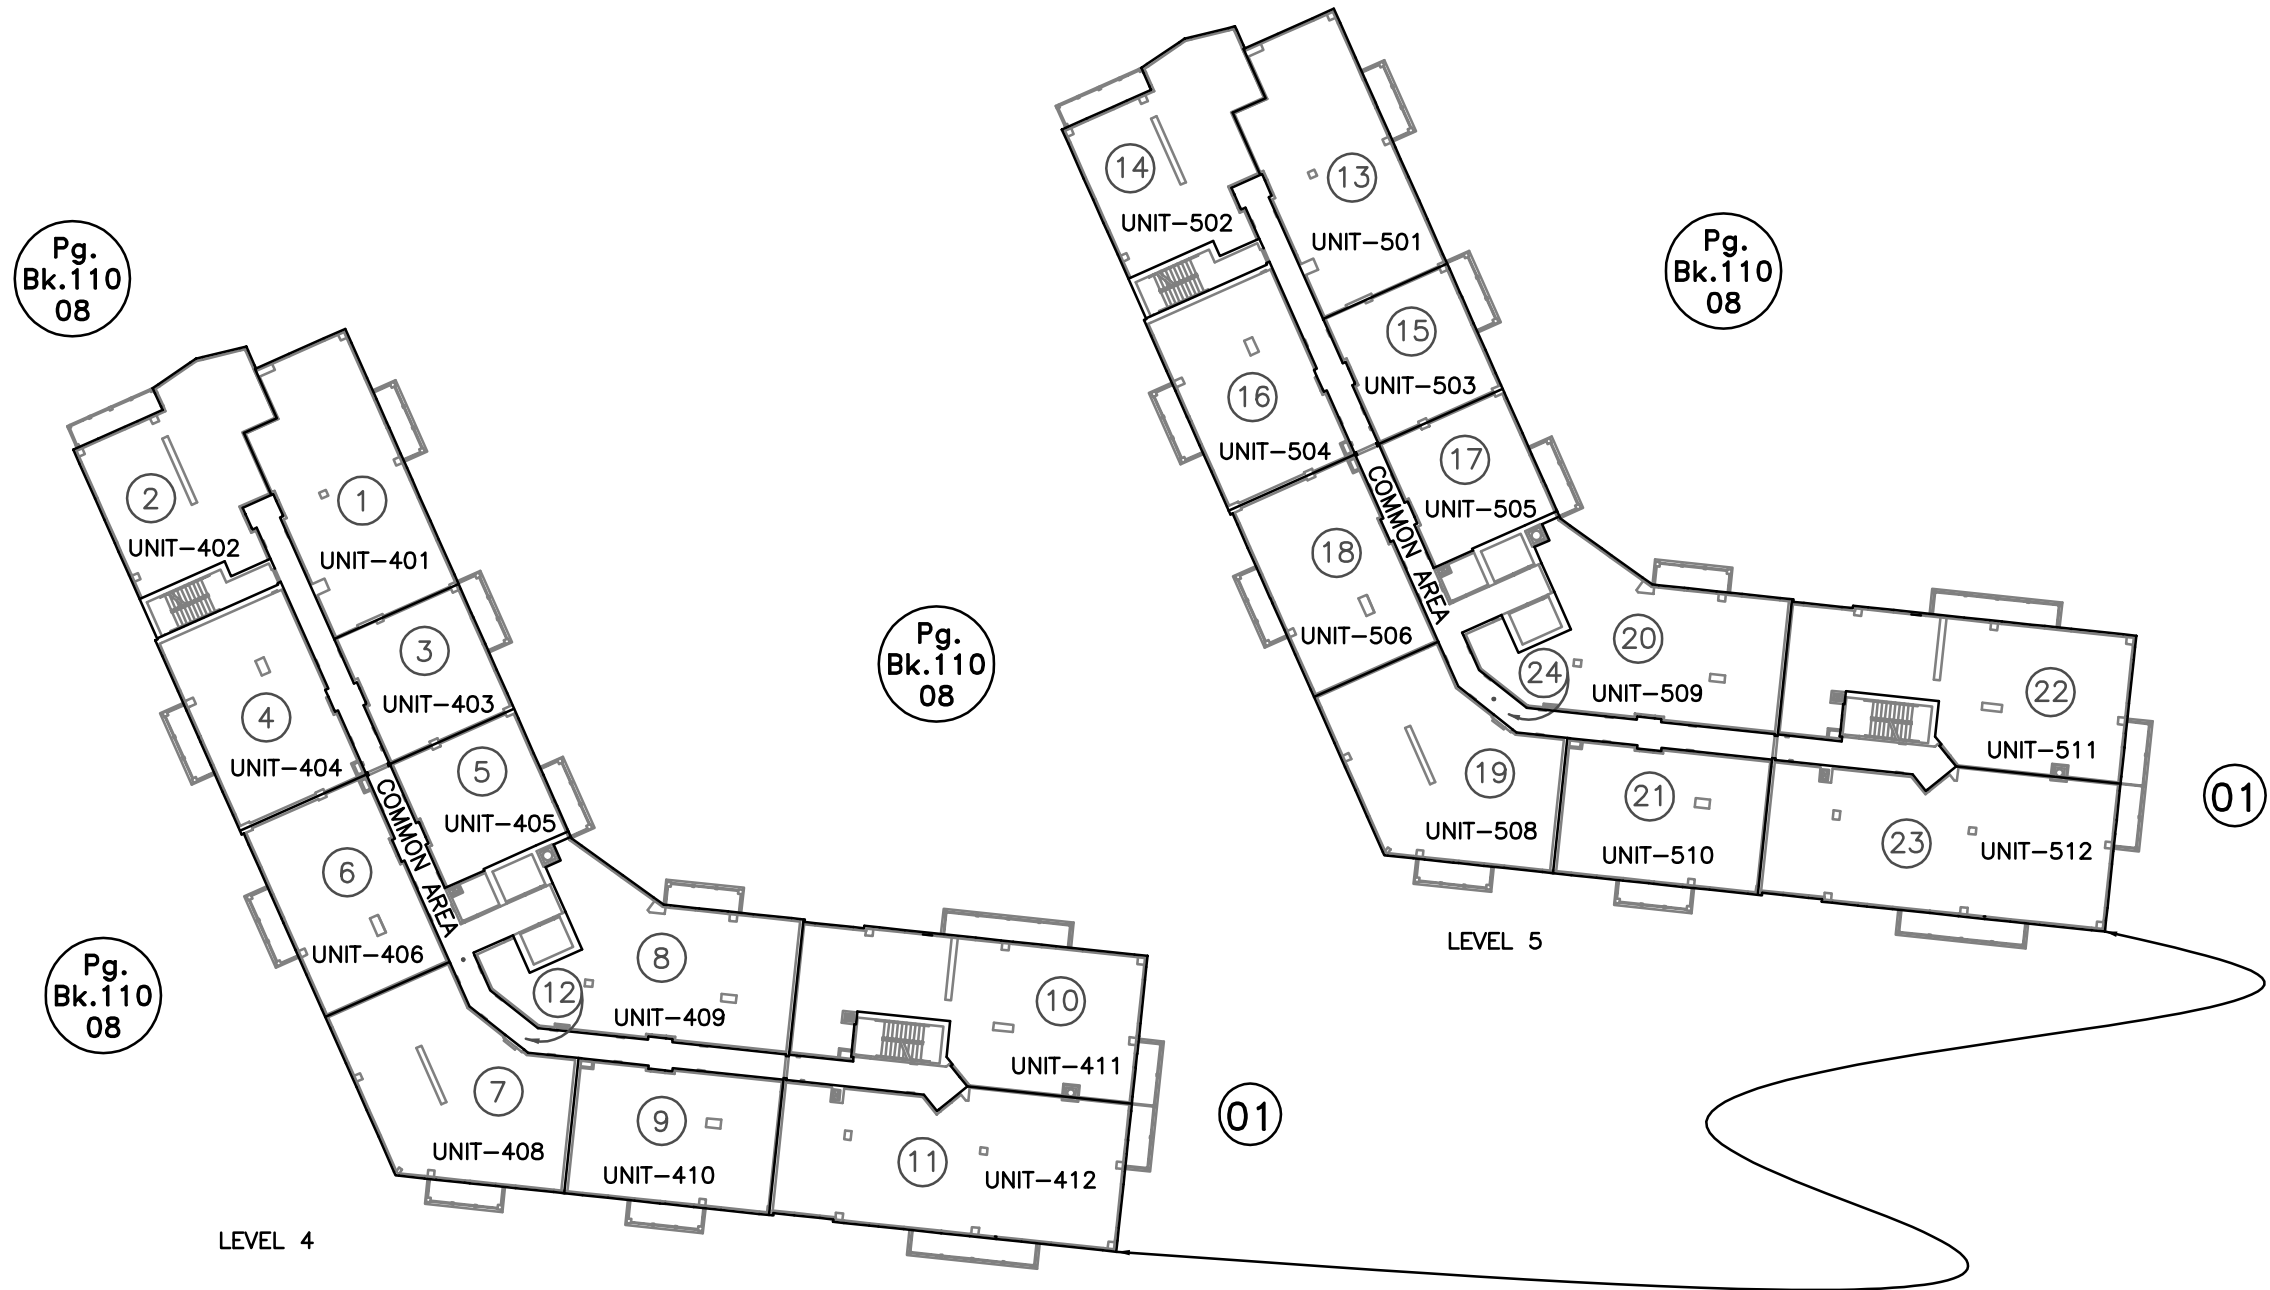 14
13
UNIT-502
UNIT-501
Pg.
Bk.110
08
Pg.
Bk.110
08
15
UNIT-503
16
UNIT-504
17
UNIT-505
COMMON AREA
18
UNIT-506
20
UNIT-509
24
22
UNIT-511
19
UNIT-508
21
UNIT-510
23
UNIT-512
01
LEVEL 5
2
1
UNIT-402
UNIT-401
3
UNIT-403
4
UNIT-404
5
UNIT-405
COMMON AREA
6
UNIT-406
Pg.
Bk.110
08
Pg.
Bk.110
08
8
UNIT-409
12
10
UNIT-411
7
UNIT-408
9
UNIT-410
11
UNIT-412
01
LEVEL 4